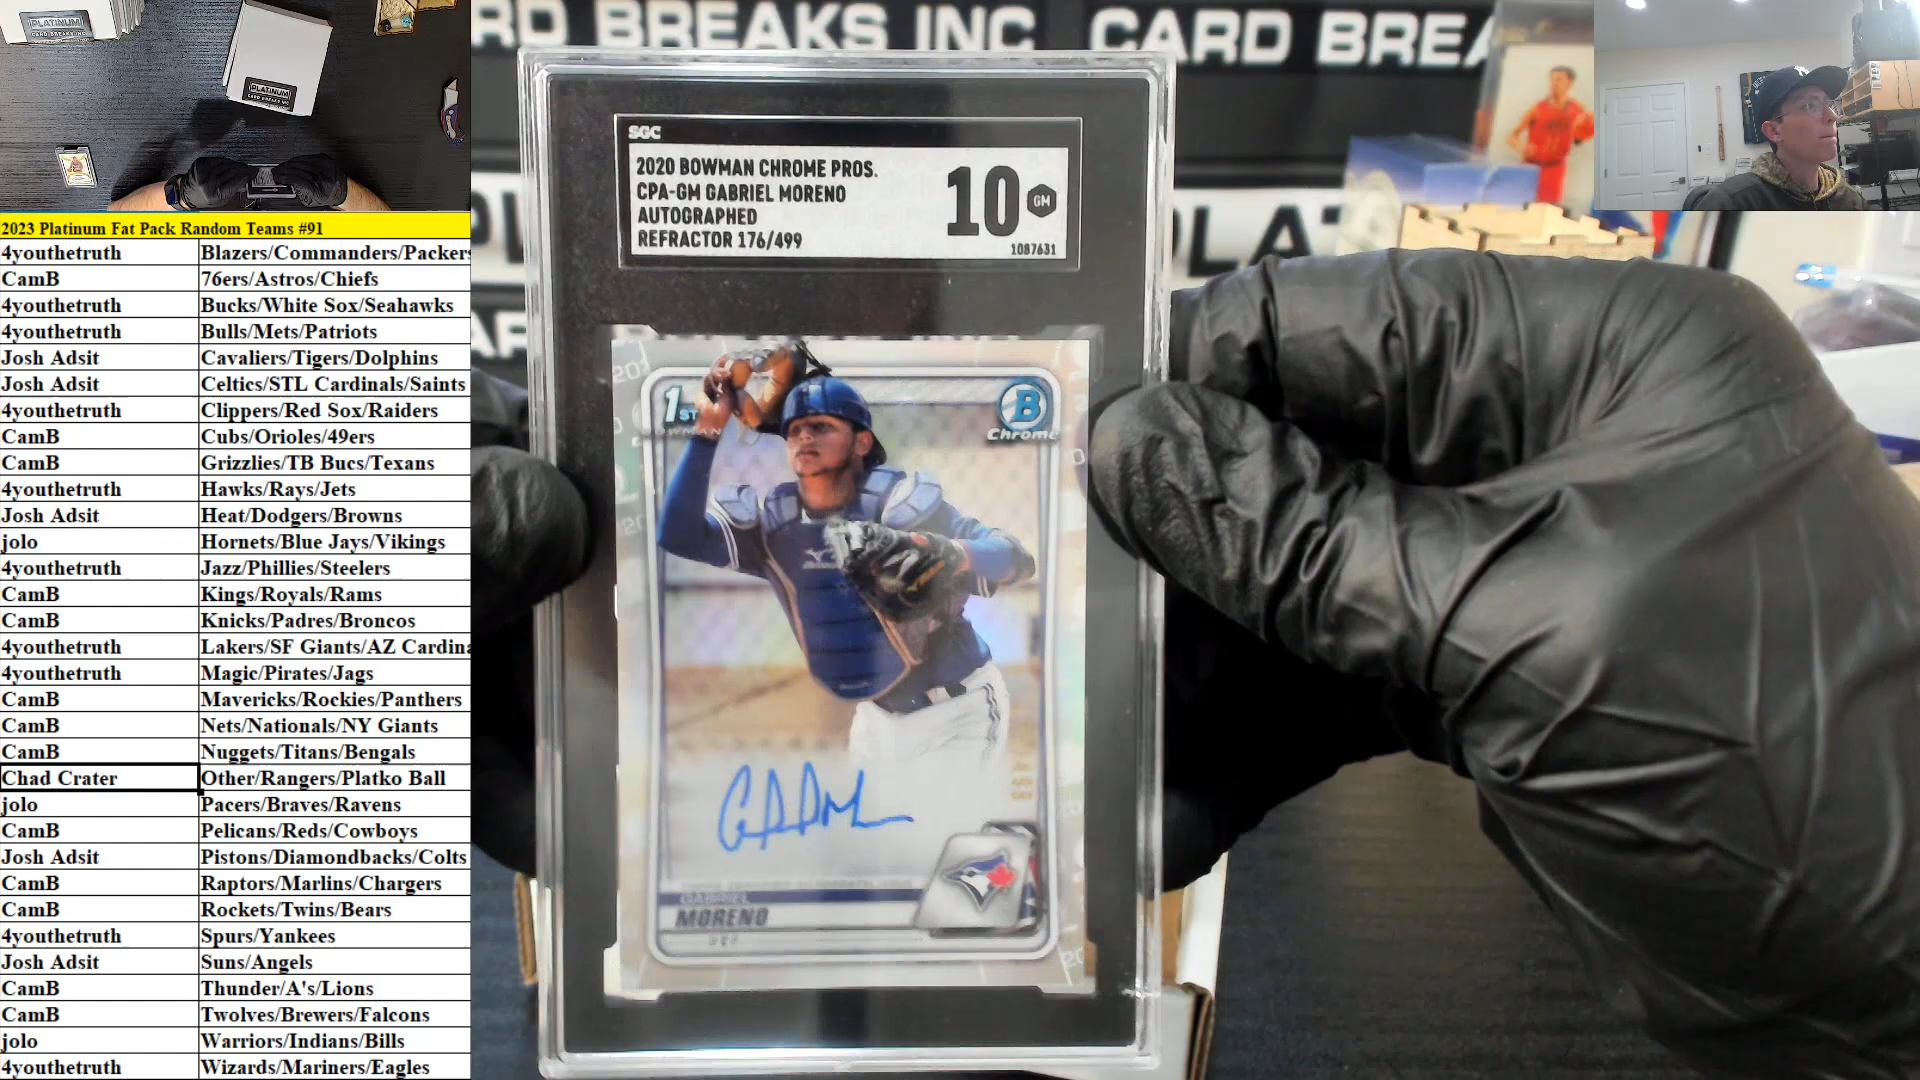 PLATINUM
CARD BREAKS INC
PLATINUM
RD BREAKS INC CARD BREA
2023 Platinum Fat Pack Random Teams #91
4youthetruth Blazers/Commanders/Packers
CamB 76ers/Astros/Chiefs
4youthetruth Bucks/White Sox/Seahawks
4youthetruth Bulls/Mets/Patriots
Josh Adsit Cavaliers/Tigers/Dolphins
Josh Adsit Celtics/STL Cardinals/Saints
4youthetruth Clippers/Red Sox/Raiders
CamB Cubs/Orioles/49ers
CamB Grizzlies/TB Bucs/Texans
4youthetruth Hawks/Rays/Jets
Josh Adsit Heat/Dodgers/Browns
jolo Hornets/Blue Jays/Vikings
4youthetruth Jazz/Phillies/Steelers
CamB Kings/Royals/Rams
CamB Knicks/Padres/Broncos
4youthetruth Lakers/SF Giants/AZ Cardina
4youthetruth Magic/Pirates/Jags
CamB Mavericks/Rockies/Panthers
CamB Nets/Nationals/NY Giants
CamB Nuggets/Titans/Bengals
Chad Crater Other/Rangers/Platko Ball
jolo Pacers/Braves/Ravens
CamB Pelicans/Reds/Cowboys
Josh Adsit Pistons/Diamondbacks/Colts
CamB Raptors/Marlins/Chargers
CamB Rockets/Twins/Bears
4youthetruth Spurs/Yankees
Josh Adsit Suns/Angels
CamB Thunder/A's/Lions
CamB Twolves/Brewers/Falcons
jolo Warriors/Indians/Bills
4youthetruth Wizards/Mariners/Eagles
SGC
2020 BOWMAN CHROME PROS.
CPA-GM GABRIEL MORENO
AUTOGRAPHED
REFRACTOR 176/499
10 GM
1087631
1ST
BOWMAN
B
Chrome
GABRIEL
MORENO